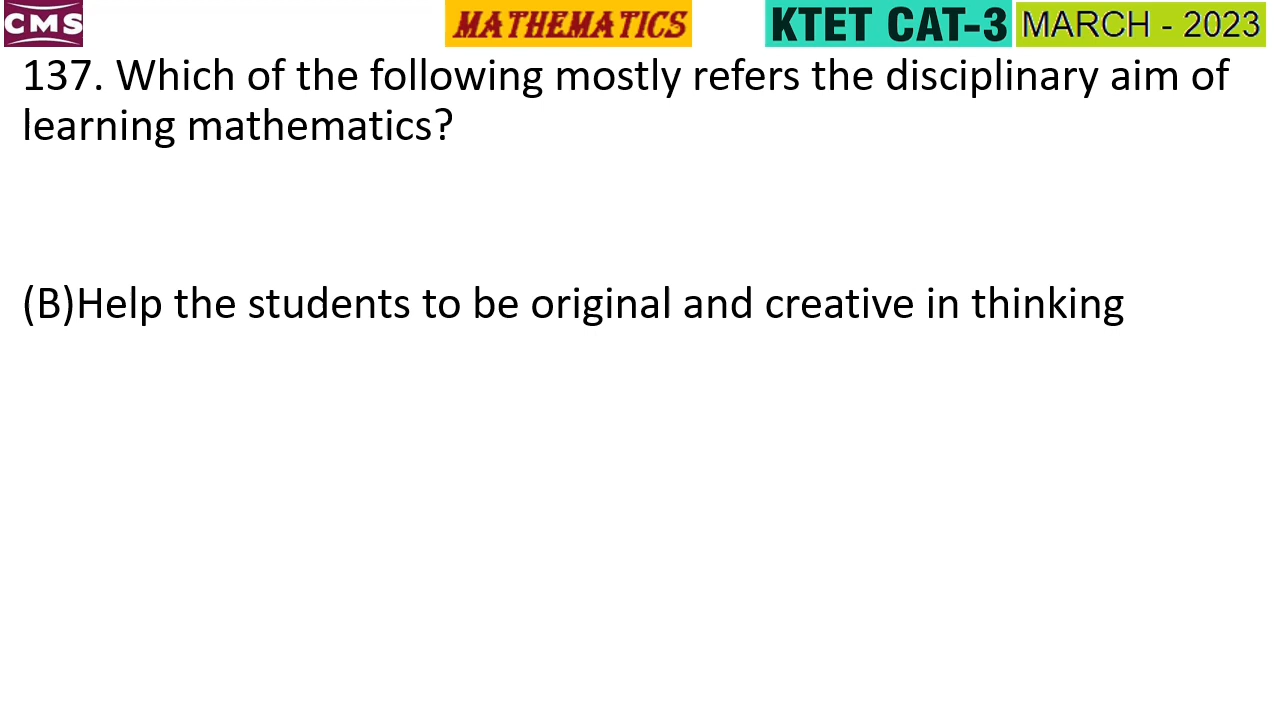 CMS
MATHEMATICS
KTET CAT-3
MARCH - 2023
137. Which of the following mostly refers the disciplinary aim of
learning mathematics?
(B)Help the students to be original and creative in thinking